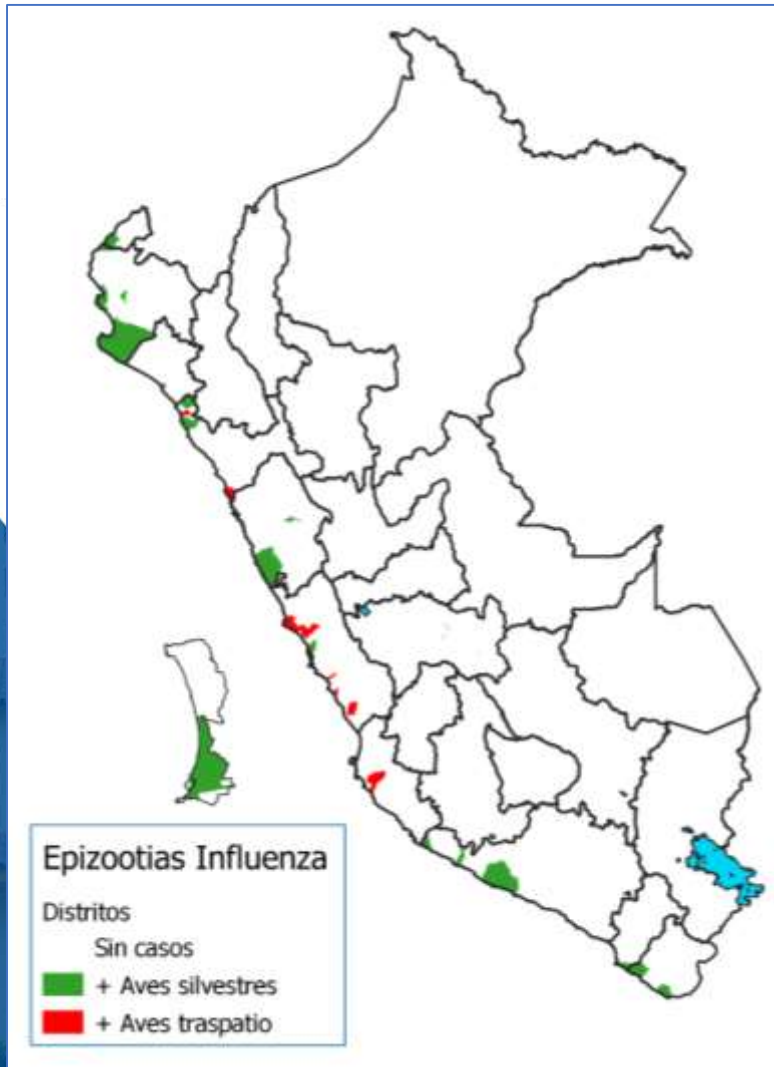 Epizootias Influenza
Distritos
Sin casos
+ Aves silvestres
+ Aves traspatio